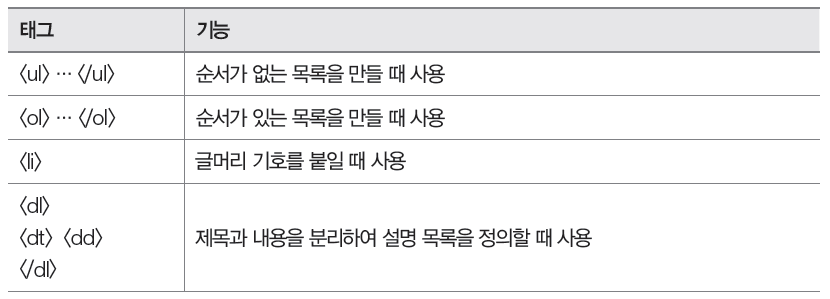 태그 기능
〈ul〉 ··· 〈/ul〉 순서가 없는 목록을 만들 때 사용
〈ol〉 ··· 〈/ol〉 순서가 있는 목록을 만들 때 사용
〈li〉 글머리 기호를 붙일 때 사용
〈dl〉
〈dt〉 〈dd〉 제목과 내용을 분리하여 설명 목록을 정의할 때 사용
〈/dl〉